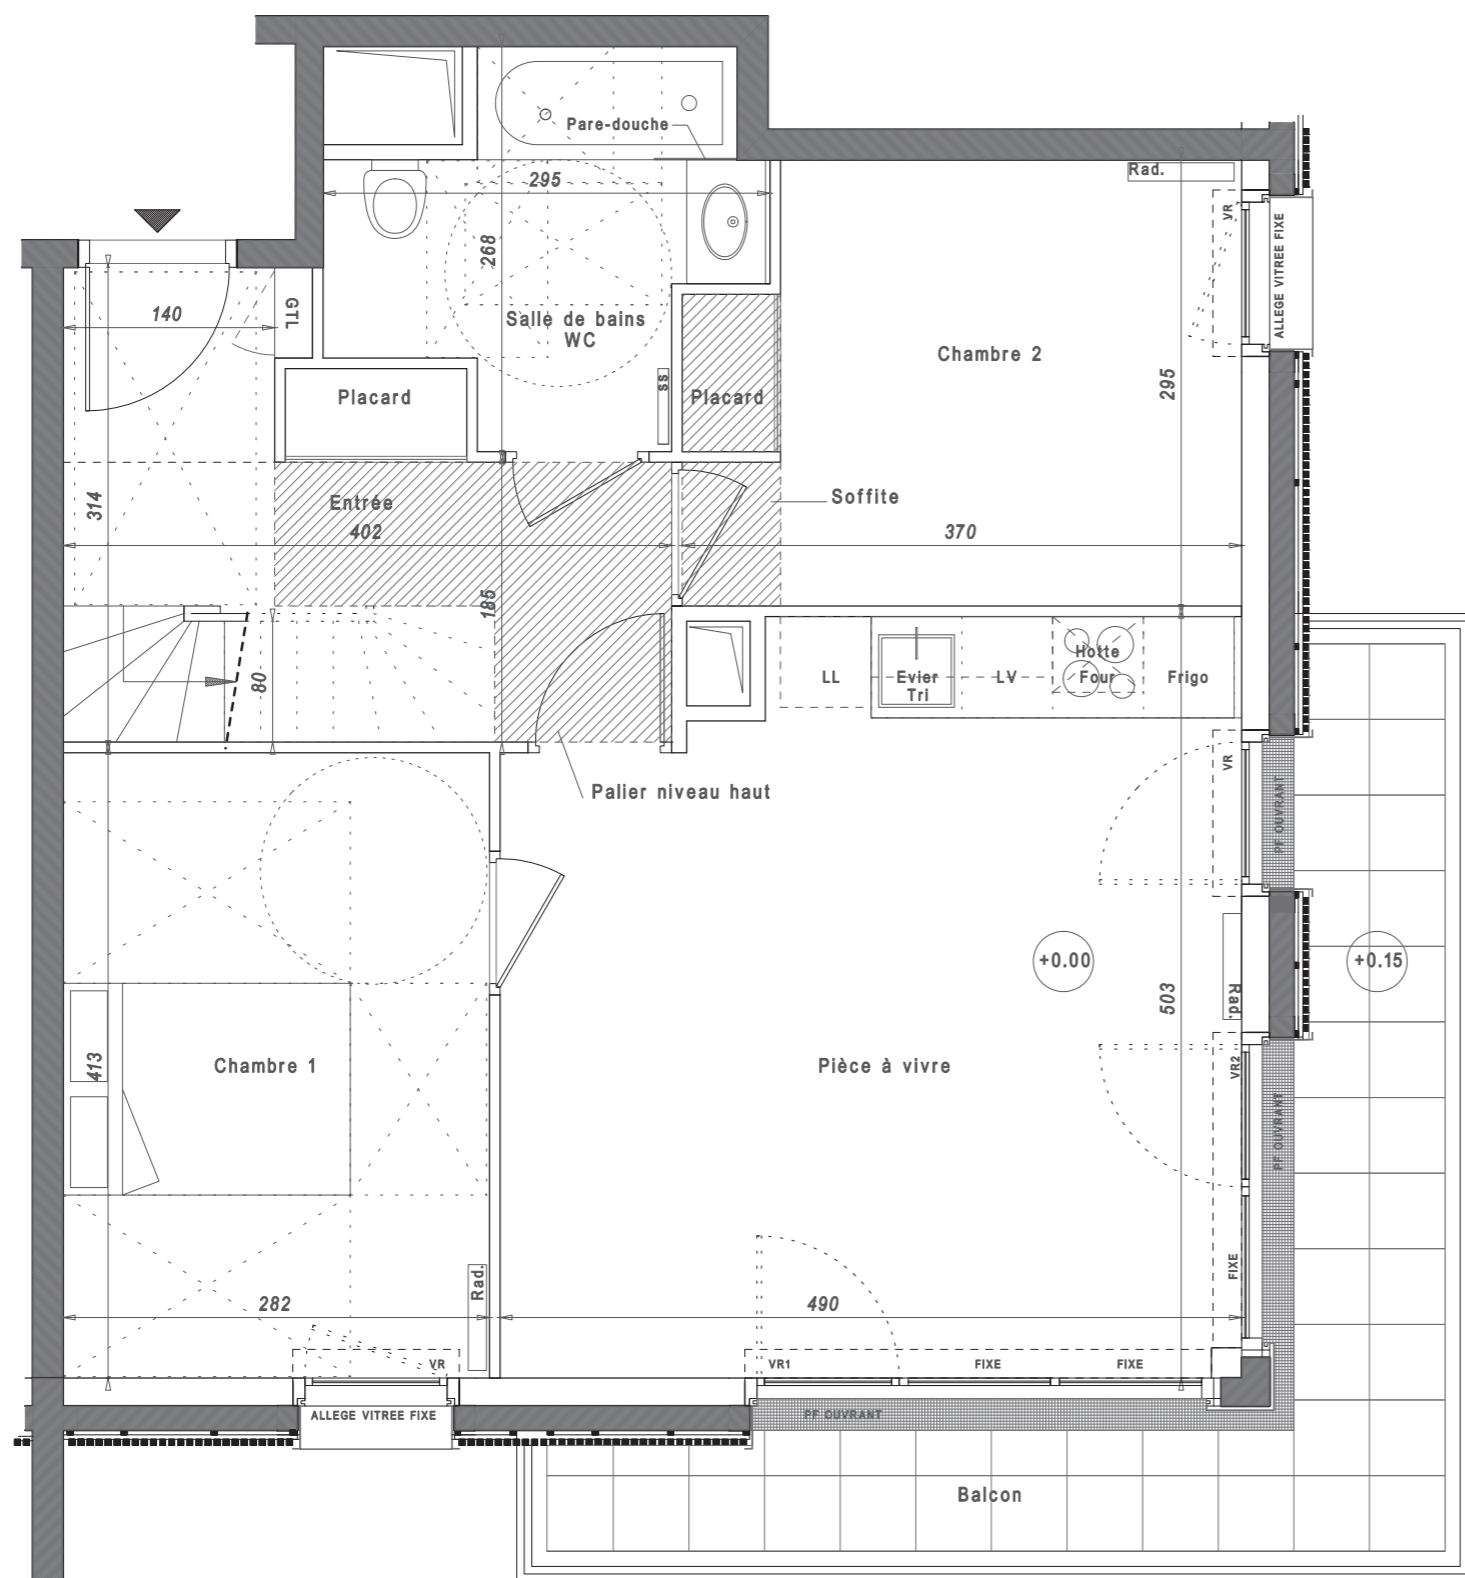 Pare-douche
Rad.
295
VR
ALLEGE VITREE FIXE
268
140
GTL
Salle de bains
WC
Chambre 2
295
SS
Placard
Placard
314
Entrée
402
Soffite
370
185
80
LL
Evier
Tri
LV
Hotte
Four
Frigo
VR
PF OUVRANT
Palier niveau haut
+0.00
+0.15
503
Rad.
413
Chambre 1
Pièce à vivre
VR2
PF OUVRANT
FIXE
Rad.
282
490
VR
VR1
FIXE
FIXE
ALLEGE VITREE FIXE
PF OUVRANT
Balcon